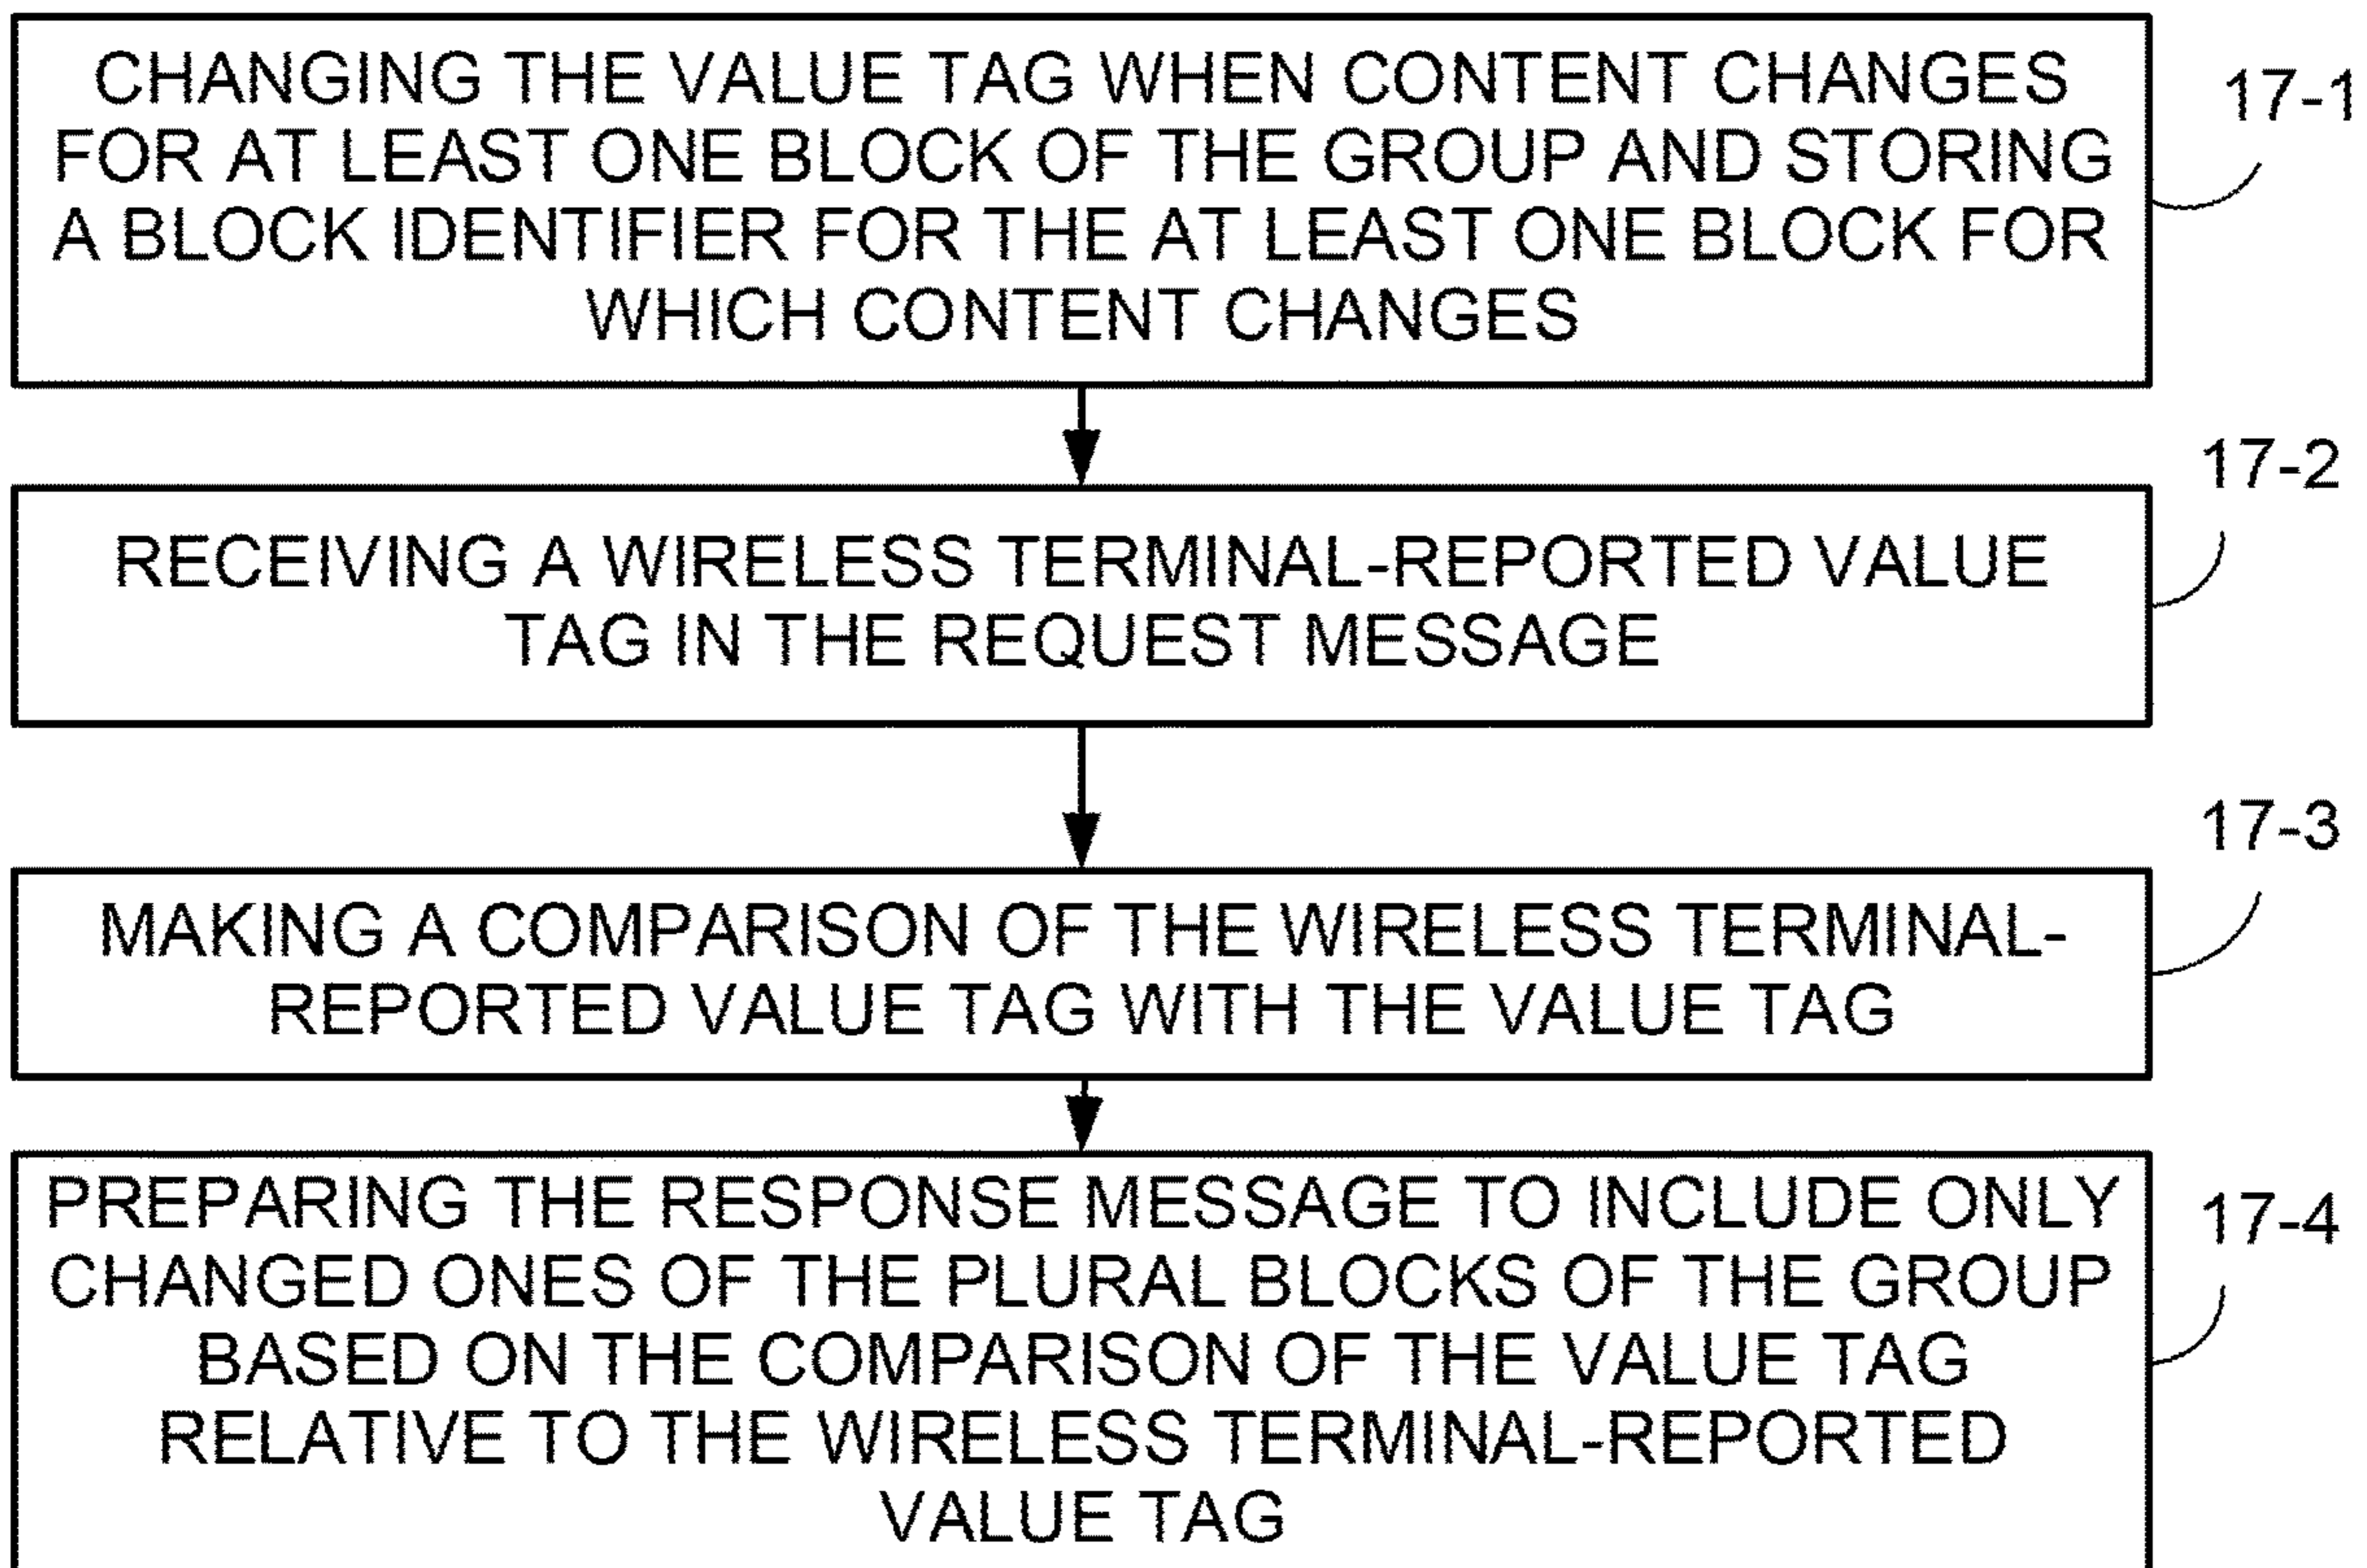 CHANGING THE VALUE TAG WHEN CONTENT CHANGES
FOR AT LEAST ONE BLOCK OF THE GROUP AND STORING
A BLOCK IDENTIFIER FOR THE AT LEAST ONE BLOCK FOR
WHICH CONTENT CHANGES
17-1
RECEIVING A WIRELESS TERMINAL-REPORTED VALUE
TAG IN THE REQUEST MESSAGE
17-2
MAKING A COMPARISON OF THE WIRELESS TERMINAL-
REPORTED VALUE TAG WITH THE VALUE TAG
17-3
PREPARING THE RESPONSE MESSAGE TO INCLUDE ONLY
CHANGED ONES OF THE PLURAL BLOCKS OF THE GROUP
BASED ON THE COMPARISON OF THE VALUE TAG
RELATIVE TO THE WIRELESS TERMINAL-REPORTED
VALUE TAG
17-4